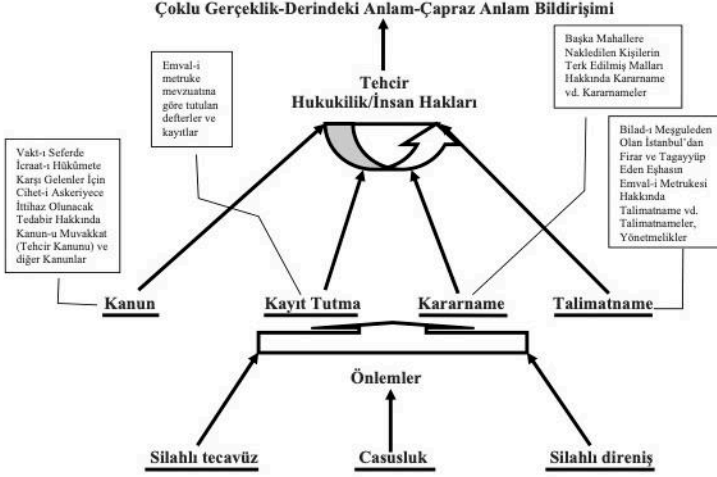 Çoklu Gerçeklik-Derindeki Anlam-Çapraz Anlam Bildirişimi
Emval-i
metruke
mevzuatına
göre tutulan
defterler ve
kayıtlar
Tehcir
Hukukilik/İnsan Hakları
Başka Mahallere
Nakledilen Kişilerin
Terk Edilmiş Malları
Hakkında Kararname
vd. Kararnameler
Vakt-ı Seferde
İcraat-ı Hükûmete
Karşı Gelenler İçin
Cihet-i Askeriyece
İttihaz Olunacak
Tedabir Hakkında
Kanun-u Muvakkat
(Tehcir Kanunu) ve
diğer Kanunlar
Bilad-ı Meşguleden
Olan İstanbul'dan
Firar ve Tagayyüp
Eden Eşhasın
Emval-i Metrukesi
Hakkında
Talimatname vd.
Talimatnameler,
Yönetmelikler
Kanun Kayıt Tutma Kararname Talimatname
Önlemler
Silahlı tecavüz Casusluk Silahlı direniş